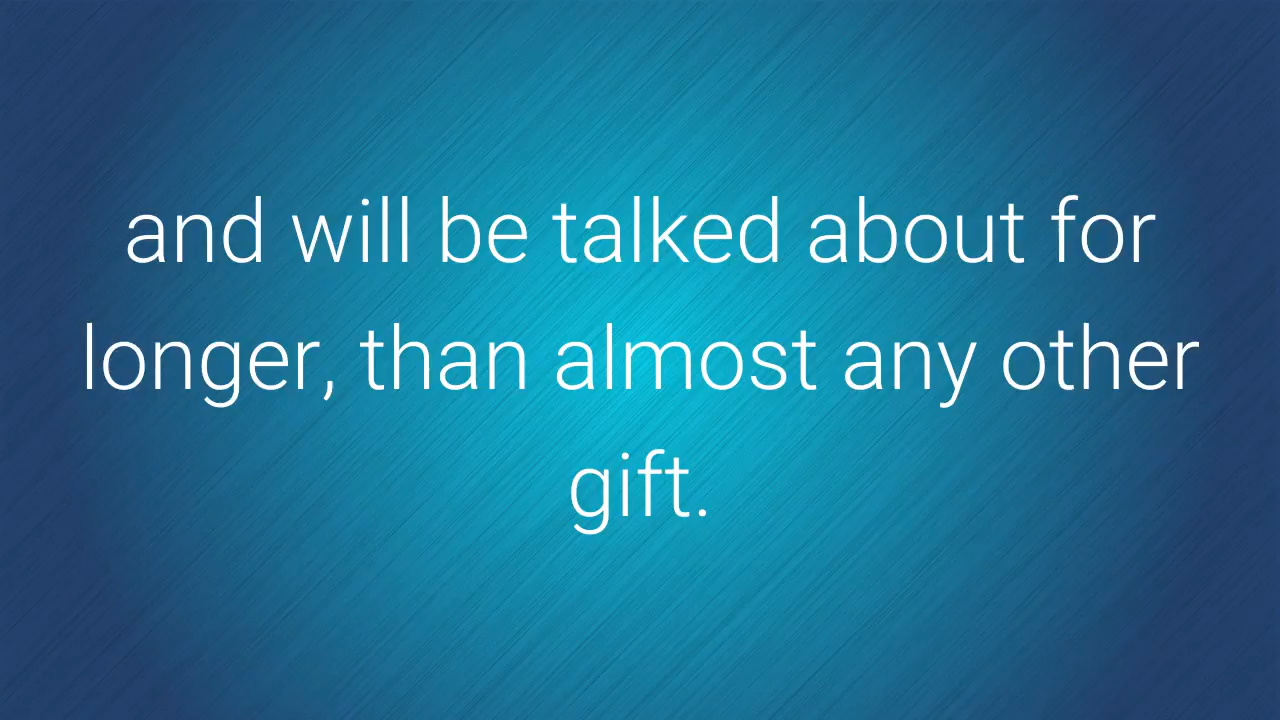 and will be talked about for
longer, than almost any other
gift.